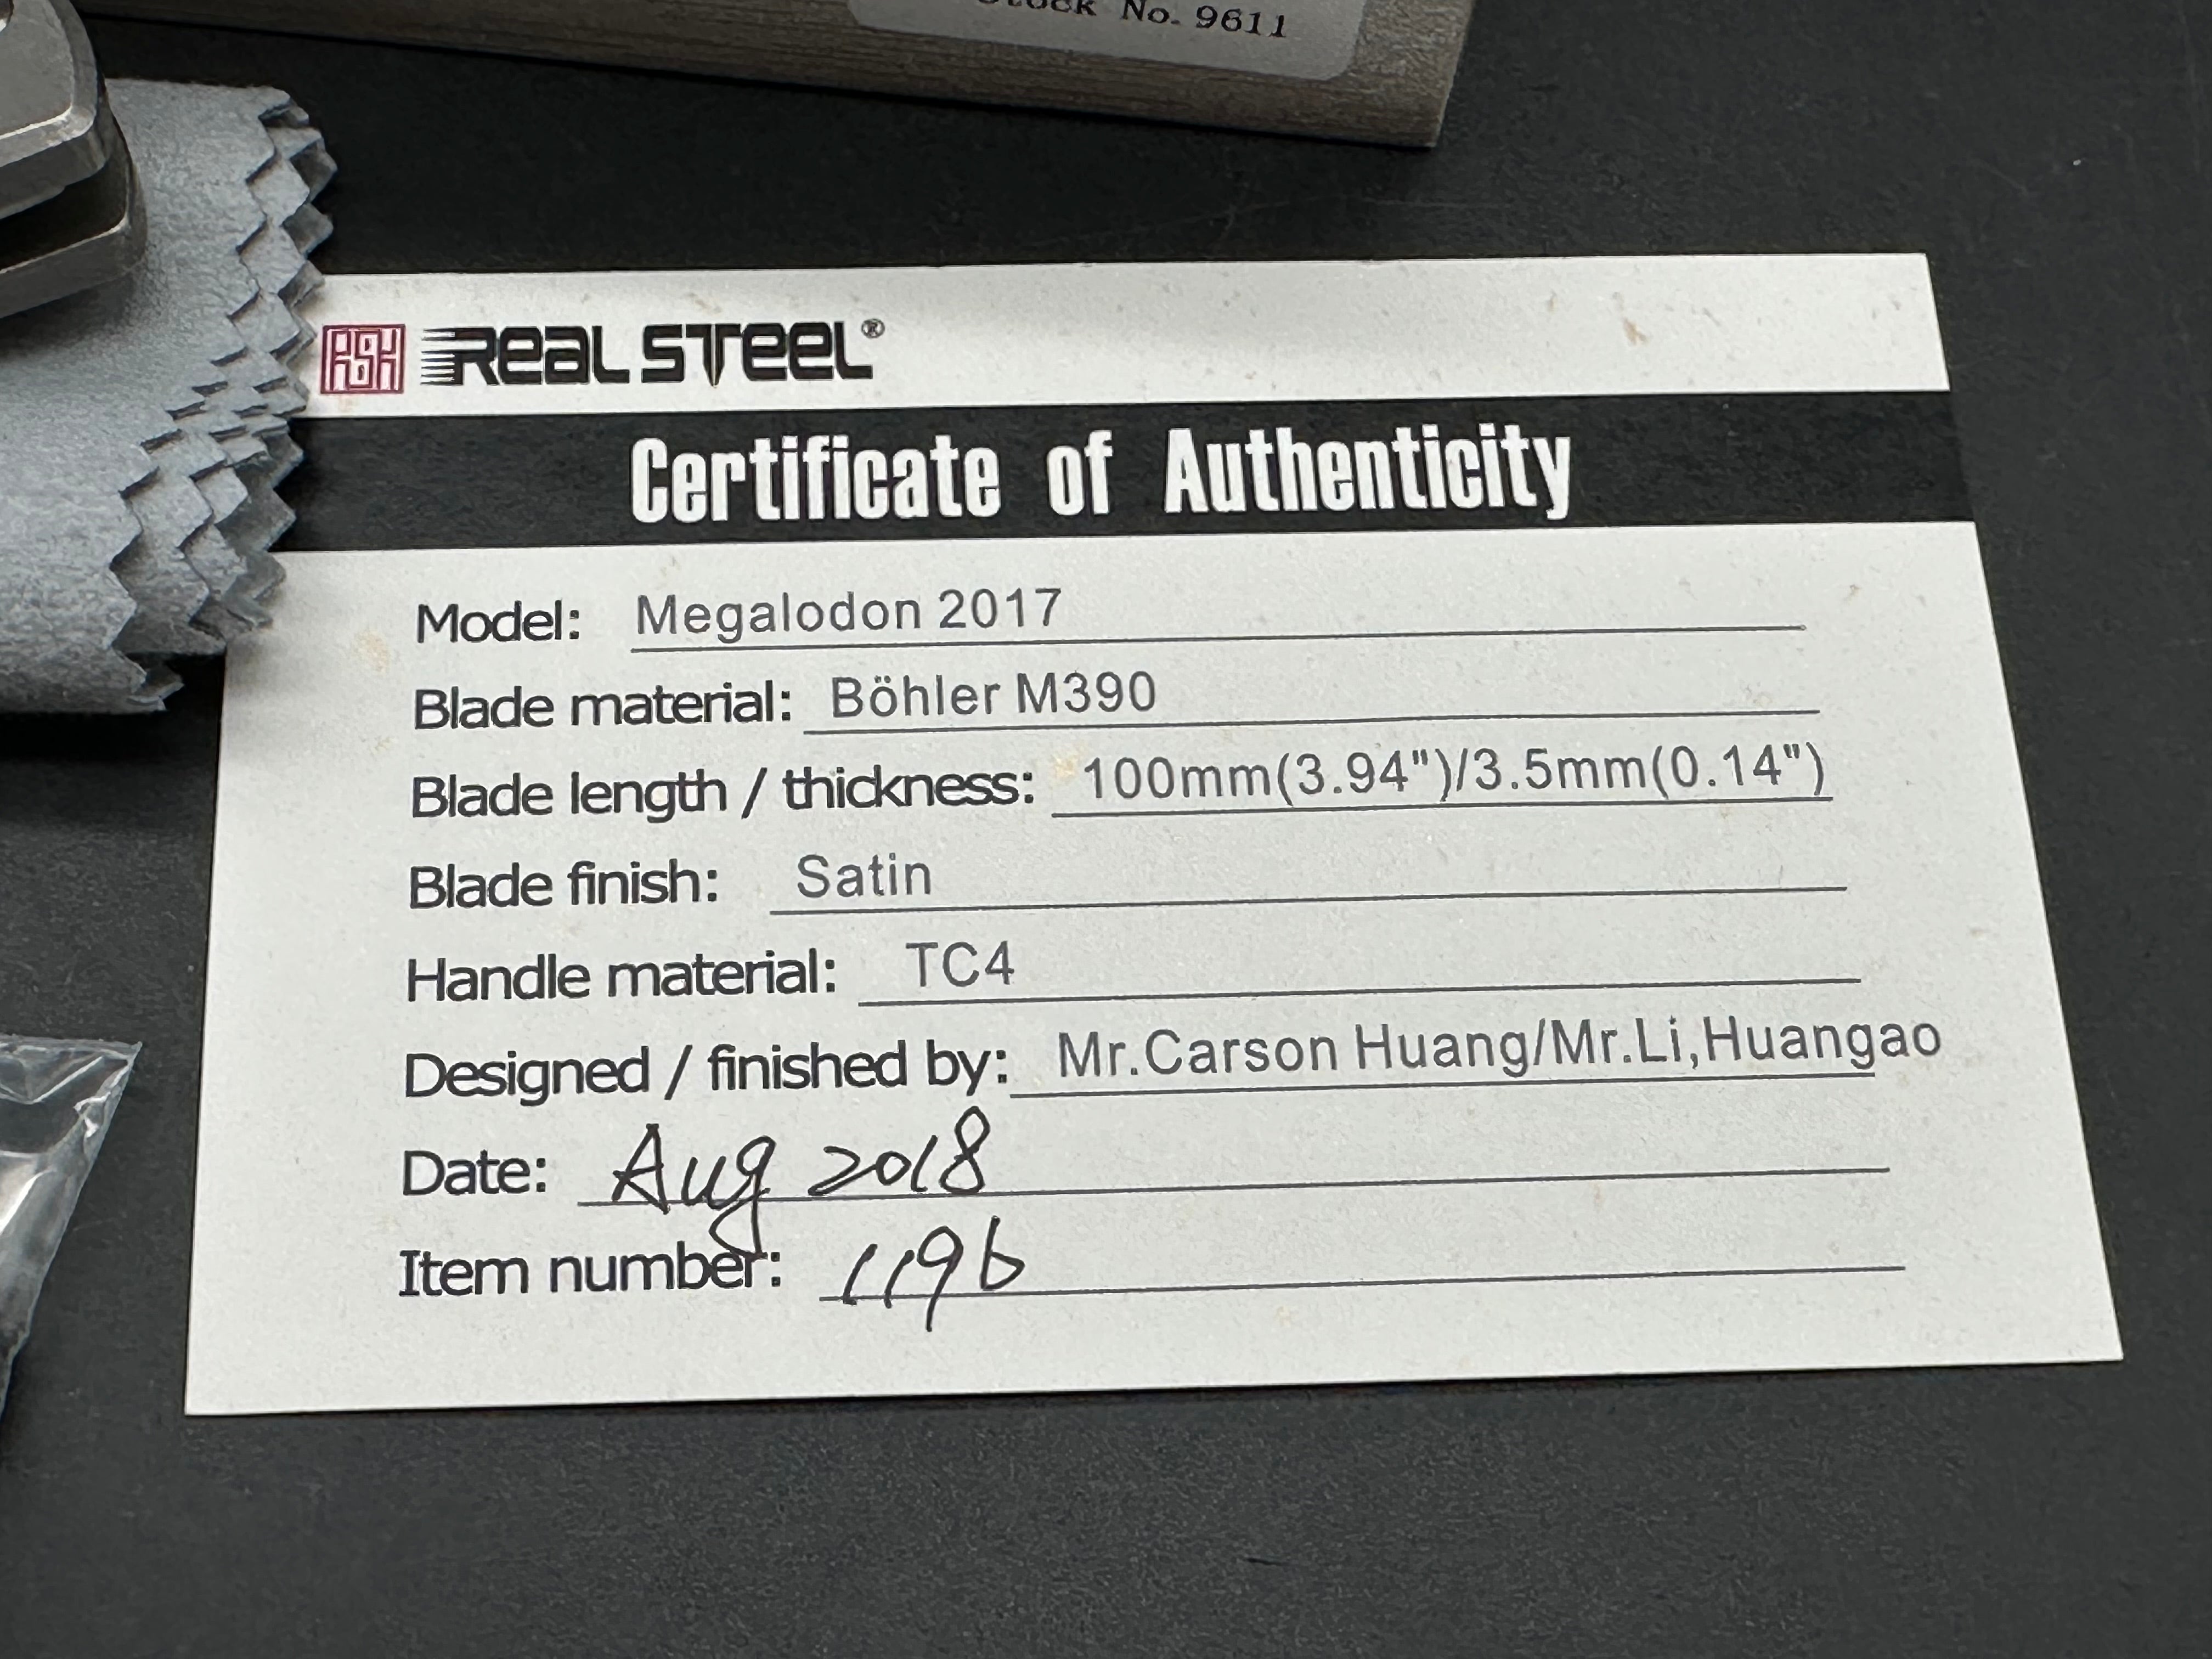 Stock No. 9611
RSK REAL STEEL®
Certificate of Authenticity
Model: Megalodon 2017
Blade material: Böhler M390
Blade length / thickness: 100mm(3.94")/3.5mm(0.14")
Blade finish: Satin
Handle material: TC4
Designed / finished by: Mr.Carson Huang/Mr.Li,Huangao
Date: Aug 2018
Item number: 1196